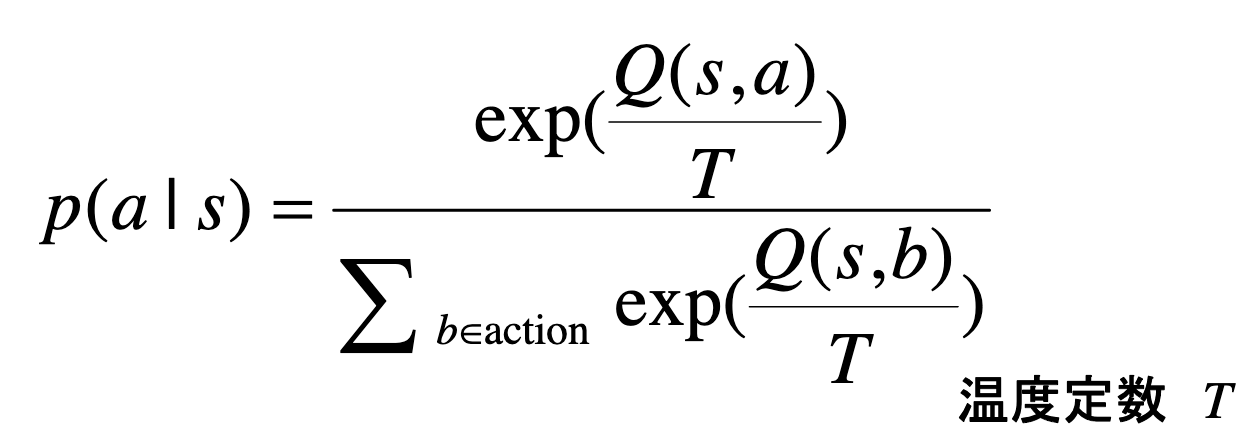 p(a | s) = exp(Q(s,a)/T) / ∑ b∈action exp(Q(s,b)/T)
温度定数 T